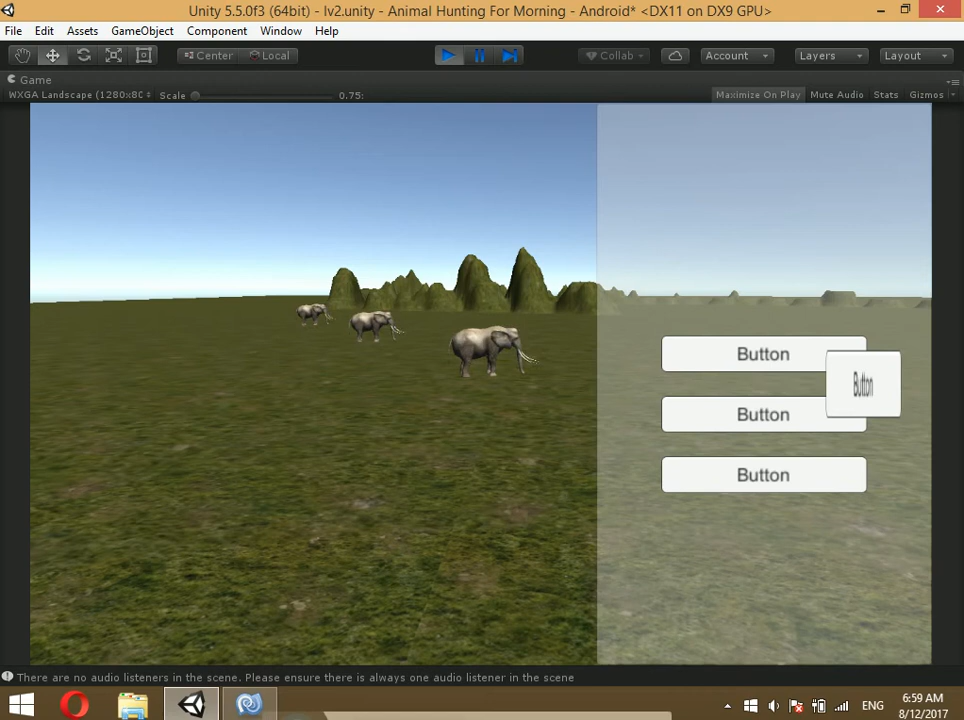 Unity 5.5.0f3 (64bit) - lv2.unity - Animal Hunting For Morning - Android* <DX11 on DX9 GPU>
File Edit Assets GameObject Component Window Help
Center Local Collab Account Layers Layout
Game
WXGA Landscape (1280x80 Scale 0.75: Maximize On Play Mute Audio Stats Gizmos
Button
Button
Button
Button
There are no audio listeners in the scene. Please ensure there is always one audio listener in the scene
ENG
6:59 AM
8/12/2017